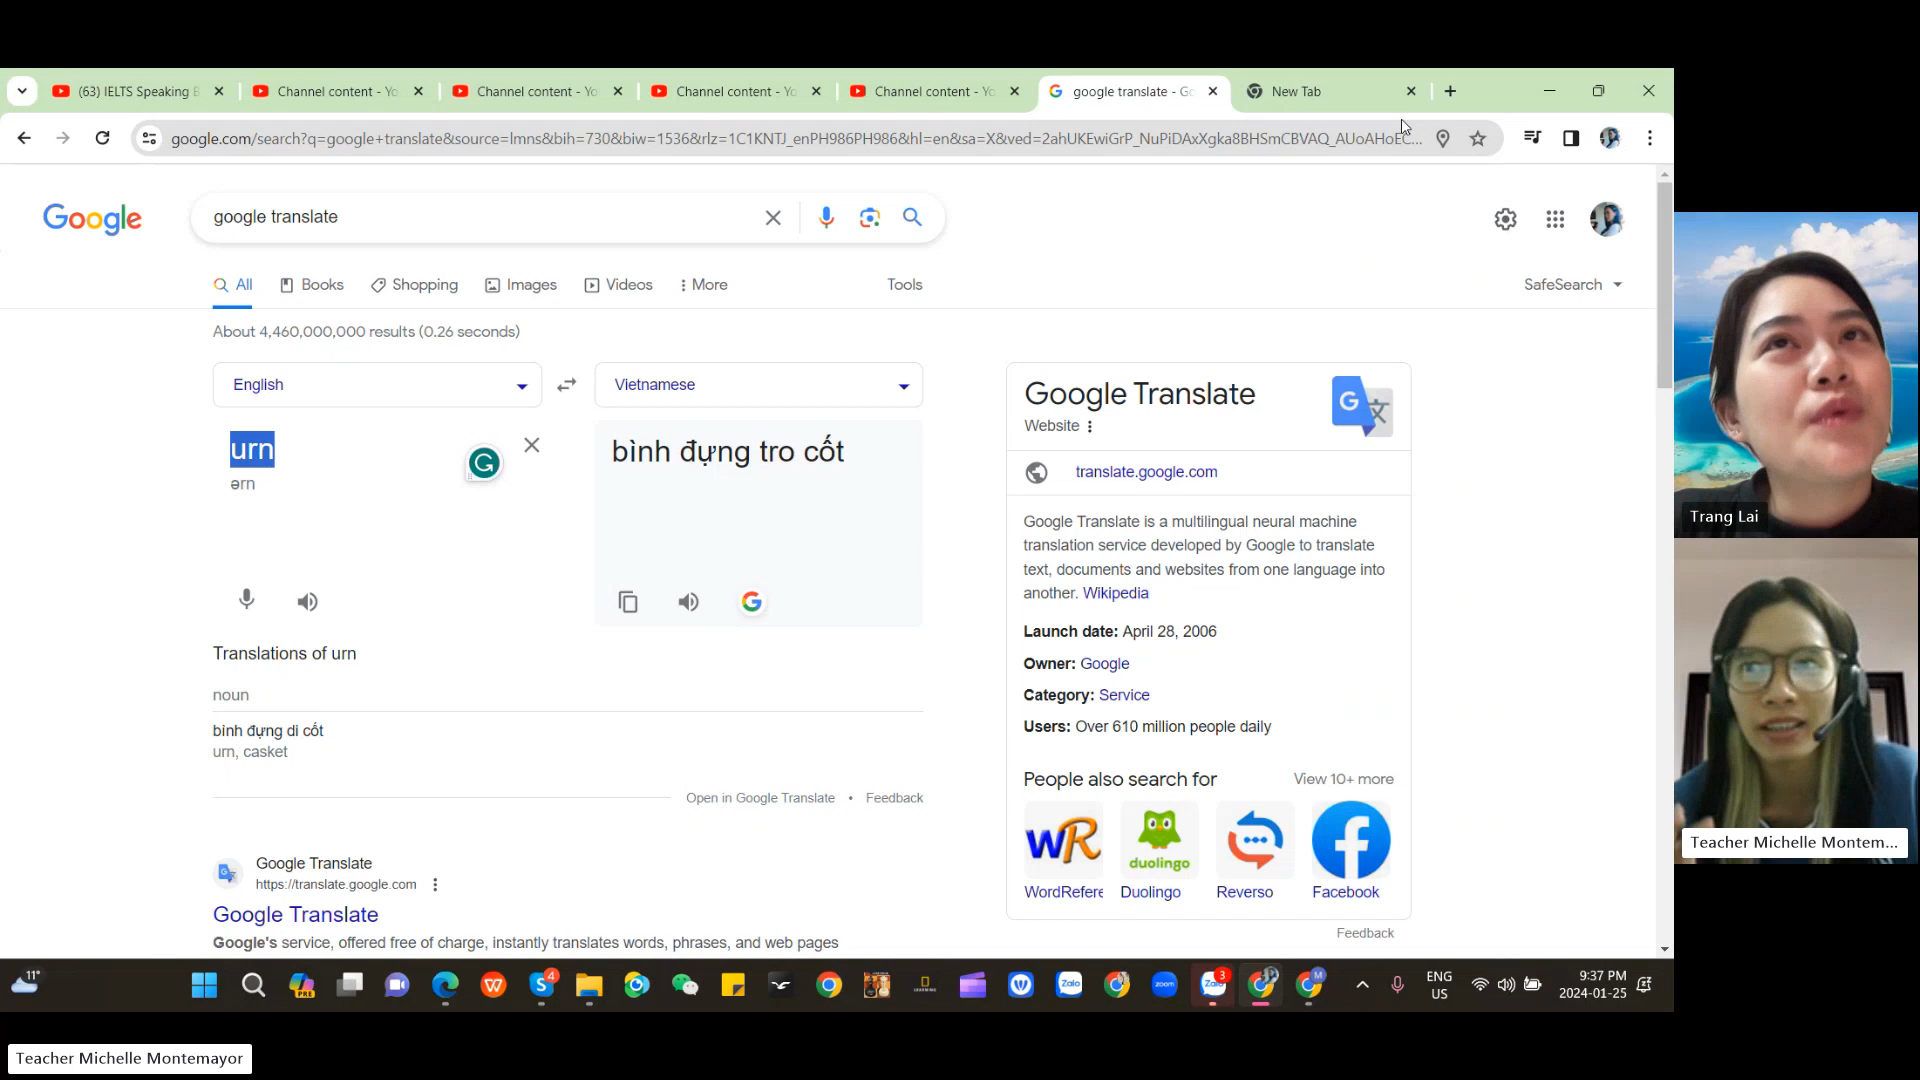 (63) IELTS Speaking B
Channel content - Yo
Channel content - Yo
Channel content - Yo
Channel content - Yo
google translate - Go
New Tab
google.com/search?q=google+translate&source=lmns&bih=730&biw=1536&rlz=1C1KNTJ_enPH986PH986&hl=en&sa=X&ved=2ahUKEwiGrP_NuPiDAxXgka8BHSmCBVAQ_AUoAHoEC...
Google
google translate
All
Books
Shopping
Images
Videos
More
Tools
SafeSearch
About 4,460,000,000 results (0.26 seconds)
English
Vietnamese
urn
ərn
bình đựng tro cốt
Translations of urn
noun
bình đựng di cốt
urn, casket
Open in Google Translate • Feedback
Google Translate
https://translate.google.com
Google Translate
Google's service, offered free of charge, instantly translates words, phrases, and web pages
Google Translate
Website
translate.google.com
Google Translate is a multilingual neural machine
translation service developed by Google to translate
text, documents and websites from one language into
another. Wikipedia
Launch date: April 28, 2006
Owner: Google
Category: Service
Users: Over 610 million people daily
People also search for
View 10+ more
WR
duolingo
WordRefere
Duolingo
Reverso
Facebook
Feedback
Trang Lai
Teacher Michelle Montem...
11°
PRE
4
Zalo
zoom
Zalo
3
M
ENG
US
9:37 PM
2024-01-25
Teacher Michelle Montemayor